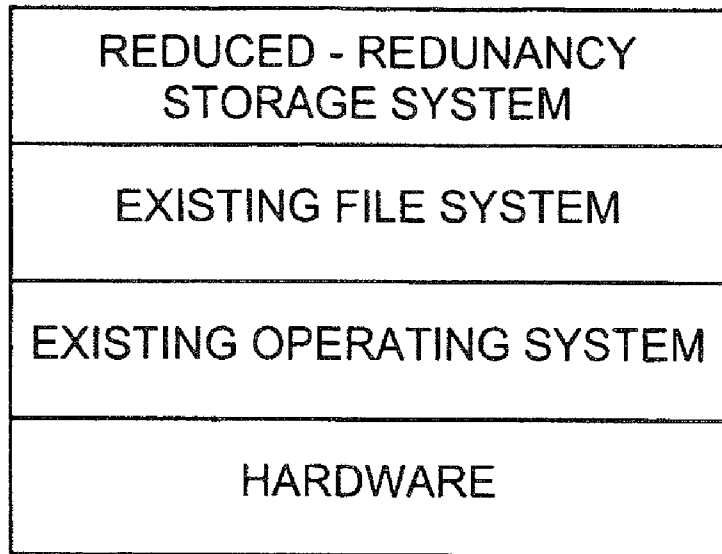 REDUCED - REDUNANCY
STORAGE SYSTEM
EXISTING FILE SYSTEM
EXISTING OPERATING SYSTEM
HARDWARE